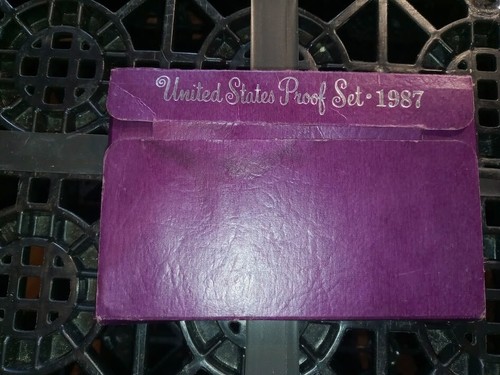 United States Proof Set · 1987